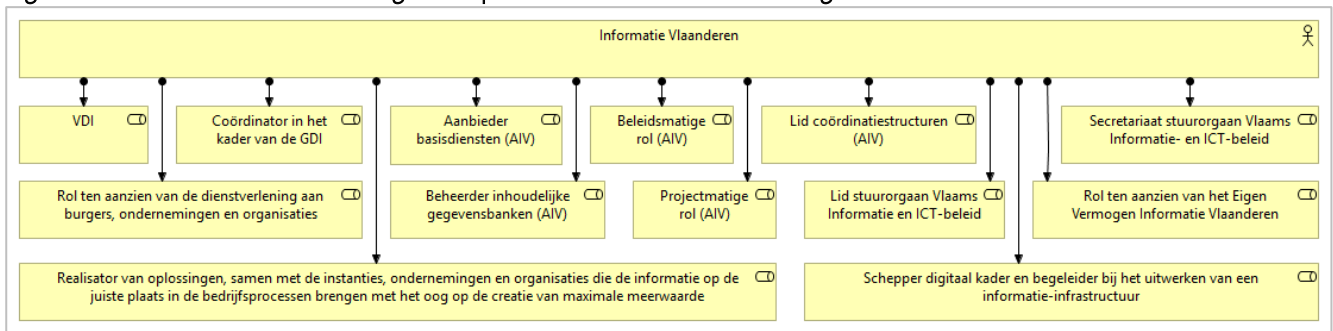 Informatie Vlaanderen
VDI
Coördinator in het
kader van de GDI
Aanbieder
basisdiensten (AIV)
Beleidsmatige
rol (AIV)
Lid coördinatiestructuren
(AIV)
Secretariaat stuurorgaan Vlaams
Informatie- en ICT-beleid
Rol ten aanzien van de dienstverlening aan
burgers, ondernemingen en organisaties
Beheerder inhoudelijke
gegevensbanken (AIV)
Projectmatige
rol (AIV)
Lid stuurorgaan Vlaams
Informatie en ICT-beleid
Rol ten aanzien van het Eigen
Vermogen Informatie Vlaanderen
Realisator van oplossingen, samen met de instanties, ondernemingen en organisaties die de informatie op de
juiste plaats in de bedrijfsprocessen brengen met het oog op de creatie van maximale meerwaarde
Schepper digitaal kader en begeleider bij het uitwerken van een
informatie-infrastructuur